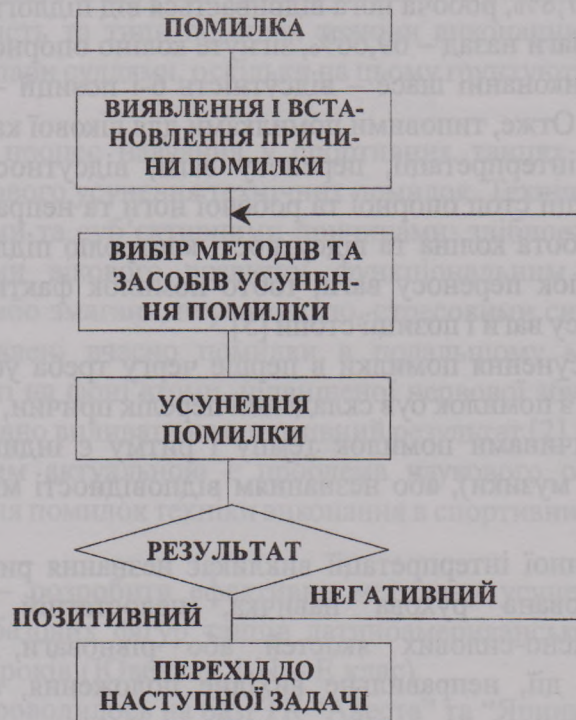 ПОМИЛКА
ВИЯВЛЕННЯ І ВСТА-
НОВЛЕННЯ ПРИЧИ-
НИ ПОМИЛКИ
ВИБІР МЕТОДІВ ТА
ЗАСОБІВ УСУНЕН-
НЯ ПОМИЛКИ
УСУНЕННЯ
ПОМИЛКИ
РЕЗУЛЬТАТ
НЕГАТИВНИЙ
ПОЗИТИВНИЙ
ПЕРЕХІД ДО
НАСТУПНОЇ ЗАДАЧІ